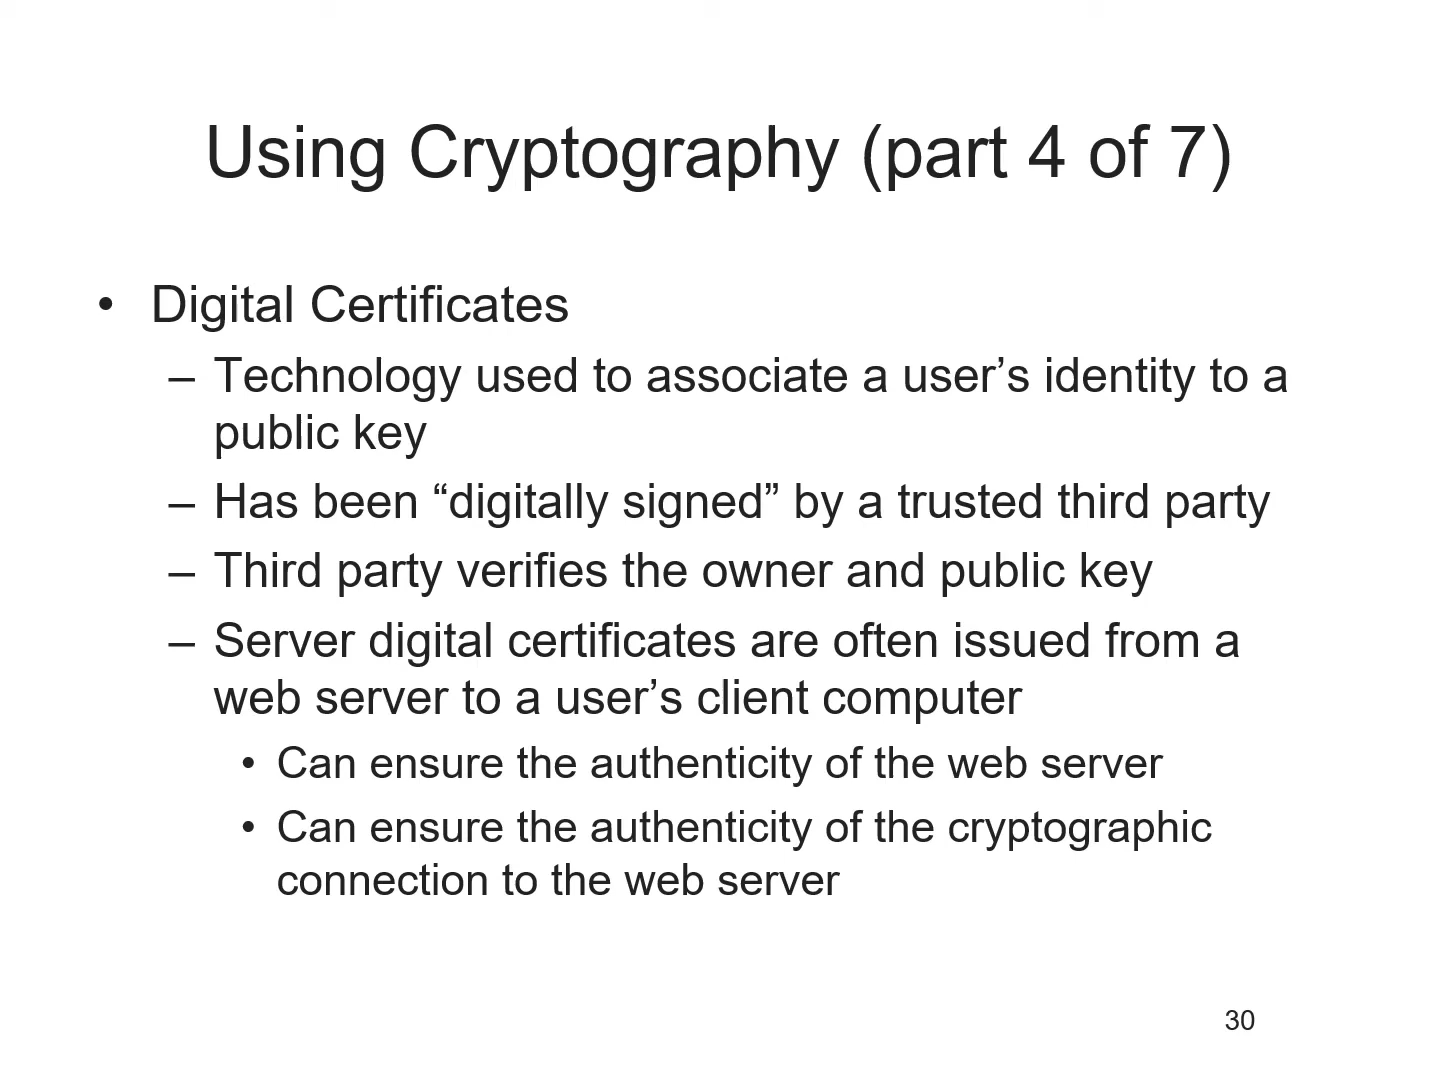 Using Cryptography (part 4 of 7)
• Digital Certificates
– Technology used to associate a user’s identity to a
public key
– Has been “digitally signed” by a trusted third party
– Third party verifies the owner and public key
– Server digital certificates are often issued from a
web server to a user’s client computer
• Can ensure the authenticity of the web server
• Can ensure the authenticity of the cryptographic
connection to the web server
30